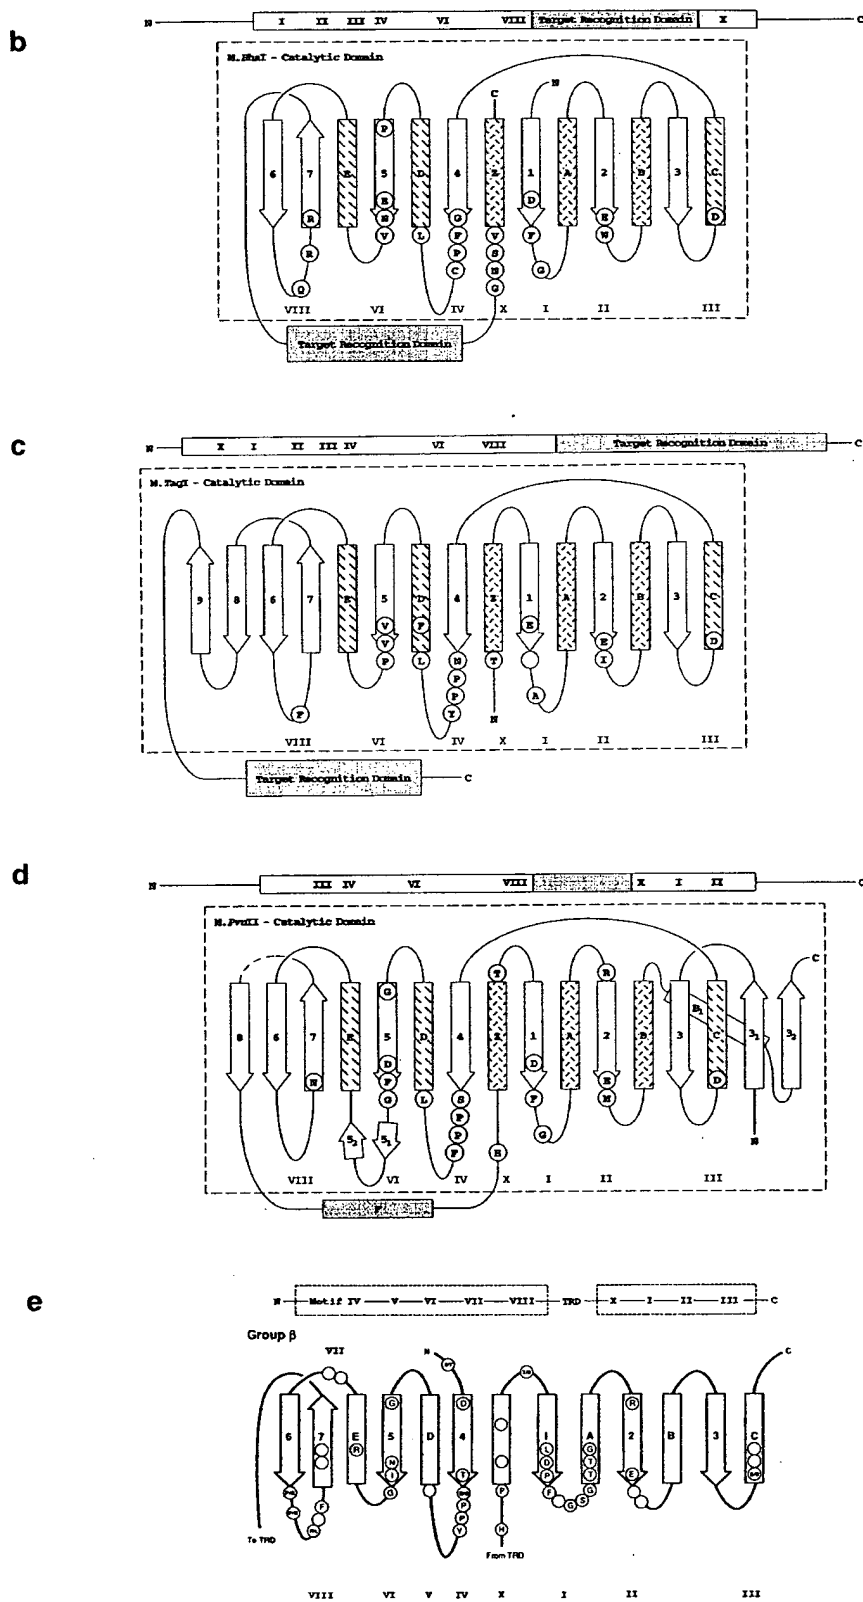 b
N I II III IV VI VIII Target Recognition Domain X C
M.HhaI - Catalytic Domain
N
C
6 7 E P 5 D 4 Z 1 A 2 B 3 C
R E N V L G F P C V S N G D F G E W D
R
Q
VIII VI IV X I II III
Target Recognition Domain
c
N X I II III IV VI VIII Target Recognition Domain C
M.TaqI - Catalytic Domain
9 8 6 7 E 5 D 4 Z 1 A 2 B 3 C
V V P F L N P P Y T E A E I D
F
N
VIII VI IV X I II III
Target Recognition Domain C
d
N III IV VI VIII X I II C
M.PvuII - Catalytic Domain
C
G T R
8 6 7 E 5 D 4 Z 1 A 2 B 3 B1 C 31 32
N D F G L S P P F D F G E M D
52 51
H N
VIII VI IV X I II III
e
N Motif IV V VI VII VIII TRD X I II III C
Group β
VII N C
G D R
6 7 E 5 D 4 I A 2 B 3 C
R N I G T P P Y P L D P F G S G T T G E
F
H
To TRD
From TRD
VIII VI V IV X I II III